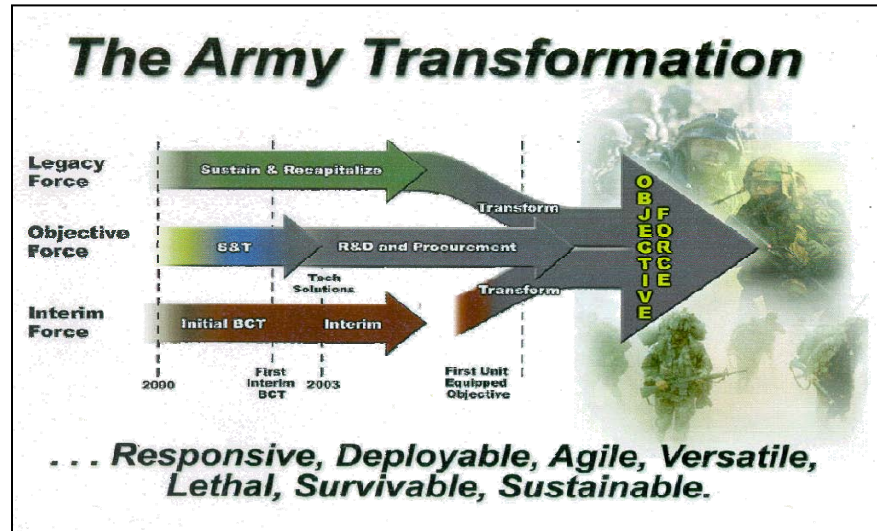 The Army Transformation
Legacy
Force
Sustain & Recapitalize
Transform
Objective
Force
S&T
R&D and Procurement
Tech
Solutions
Transform
Interim
Force
Initial BCT
Interim
OBJECTIVE
FORCE
2000
First
Interim
BCT
2003
First Unit
Equipped
Objective
. . . Responsive, Deployable, Agile, Versatile,
Lethal, Survivable, Sustainable.